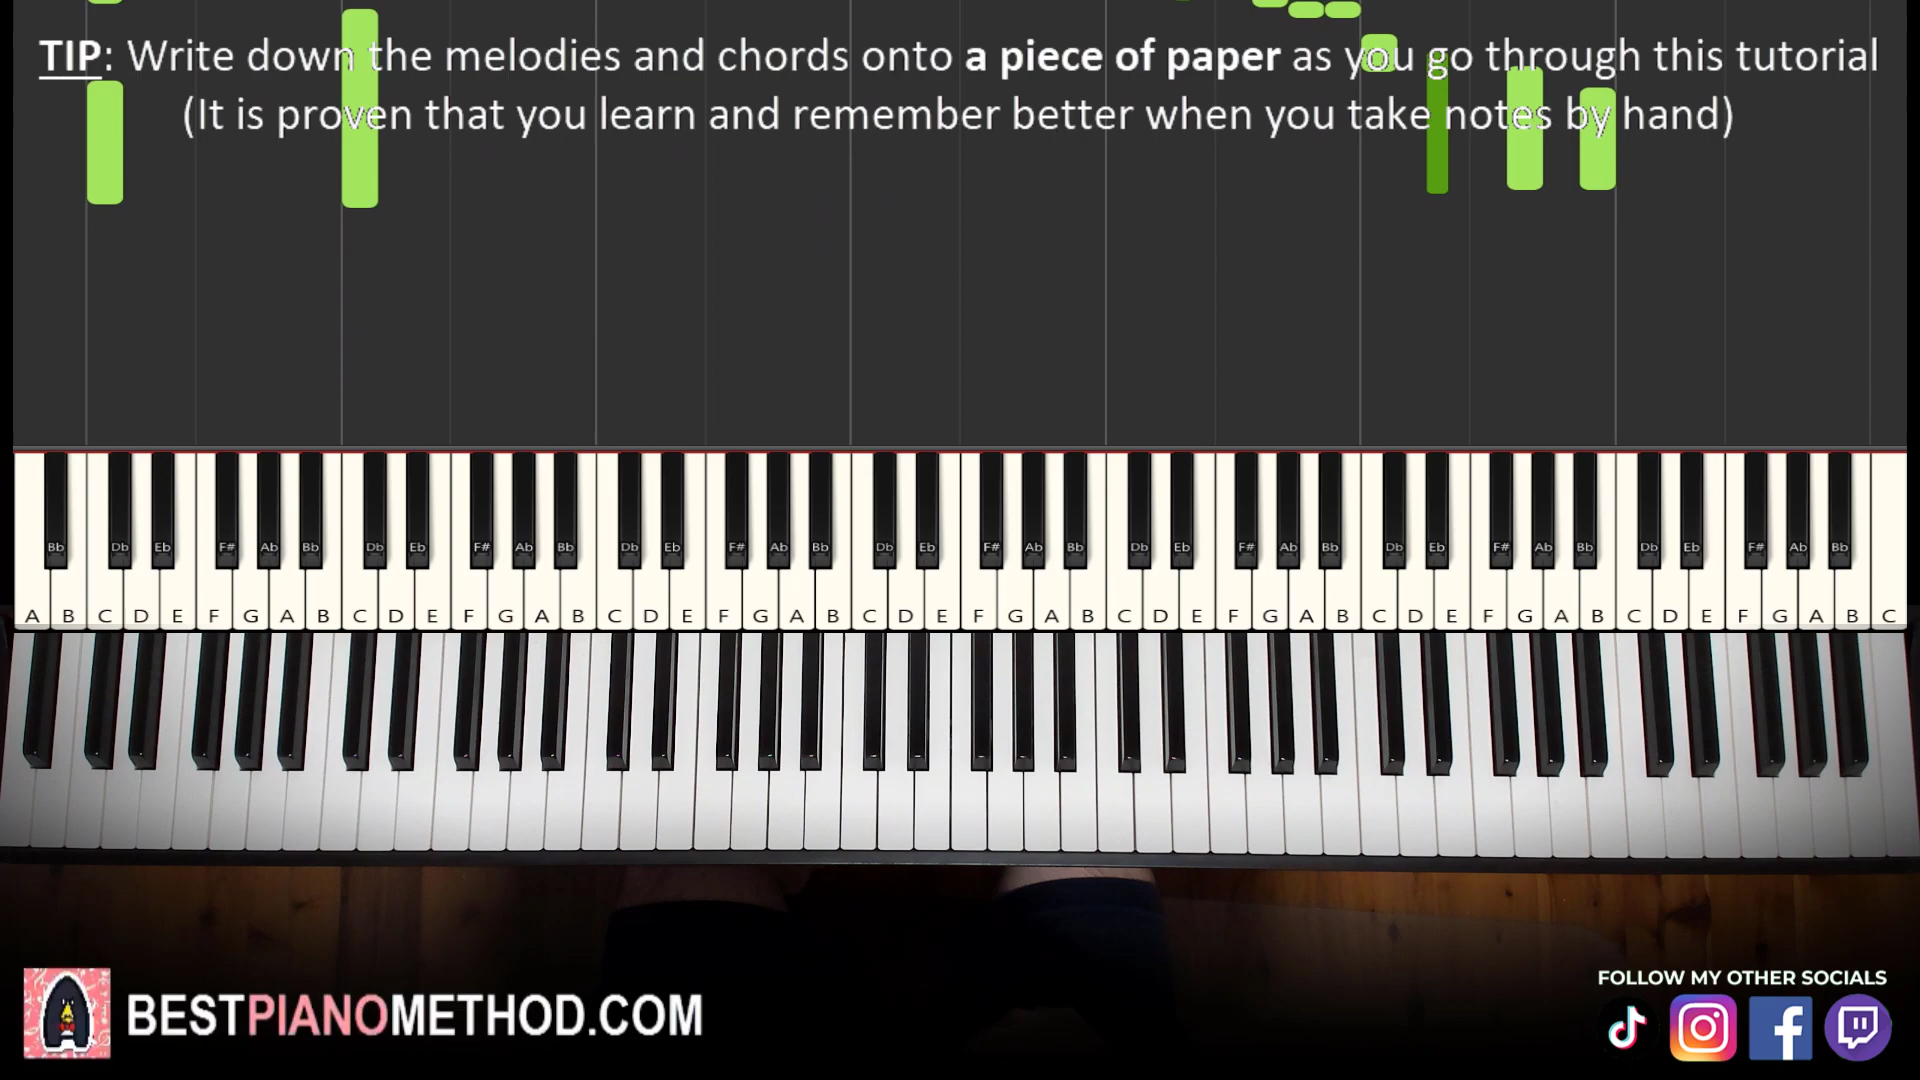 TIP: Write down the melodies and chords onto a piece of paper as you go through this tutorial
(It is proven that you learn and remember better when you take notes by hand)
Bb Db Eb F# Ab Bb Db Eb F# Ab Bb Db Eb F# Ab Bb Db Eb F# Ab Bb Db Eb F# Ab Bb Db Eb F# Ab Bb Db Eb F# Ab Bb
A B C D E F G A B C D E F G A B C D E F G A B C D E F G A B C D E F G A B C D E F G A B C D E F G A B C
FOLLOW MY OTHER SOCIALS
BESTPIANOMETHOD.COM